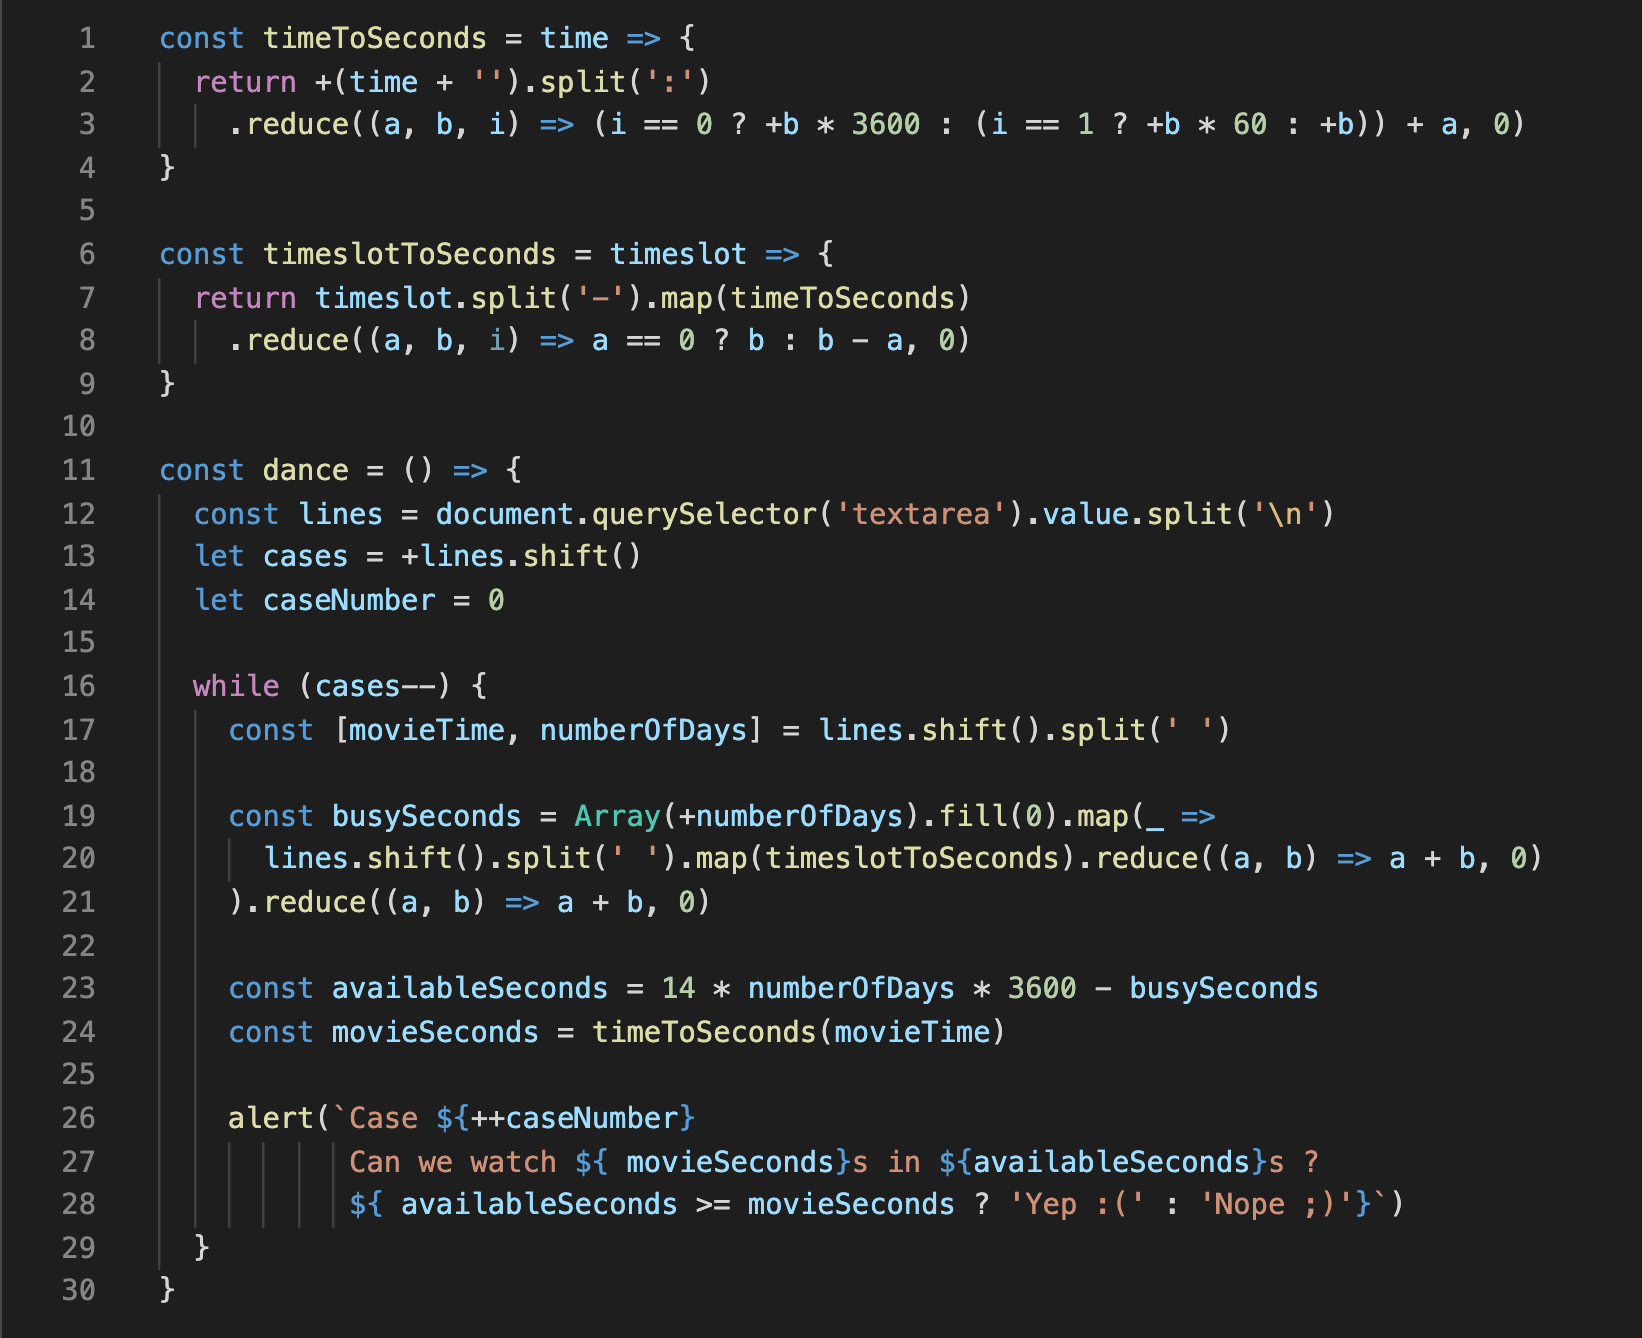 1 const timeToSeconds = time => {
2 return +(time + '').split(':')
3 .reduce((a, b, i) => (i == 0 ? +b * 3600 : (i == 1 ? +b * 60 : +b)) + a, 0)
4 }
5
6 const timeslotToSeconds = timeslot => {
7 return timeslot.split('-').map(timeToSeconds)
8 .reduce((a, b, i) => a == 0 ? b : b - a, 0)
9 }
10
11 const dance = () => {
12 const lines = document.querySelector('textarea').value.split('\n')
13 let cases = +lines.shift()
14 let caseNumber = 0
15
16 while (cases--) {
17 const [movieTime, numberOfDays] = lines.shift().split(' ')
18
19 const busySeconds = Array(+numberOfDays).fill(0).map(_ =>
20 lines.shift().split(' ').map(timeslotToSeconds).reduce((a, b) => a + b, 0)
21 ).reduce((a, b) => a + b, 0)
22
23 const availableSeconds = 14 * numberOfDays * 3600 - busySeconds
24 const movieSeconds = timeToSeconds(movieTime)
25
26 alert(`Case ${++caseNumber}
27 Can we watch ${ movieSeconds}s in ${availableSeconds}s ?
28 ${ availableSeconds >= movieSeconds ? 'Yep :(' : 'Nope ;)'}`)
29 }
30 }